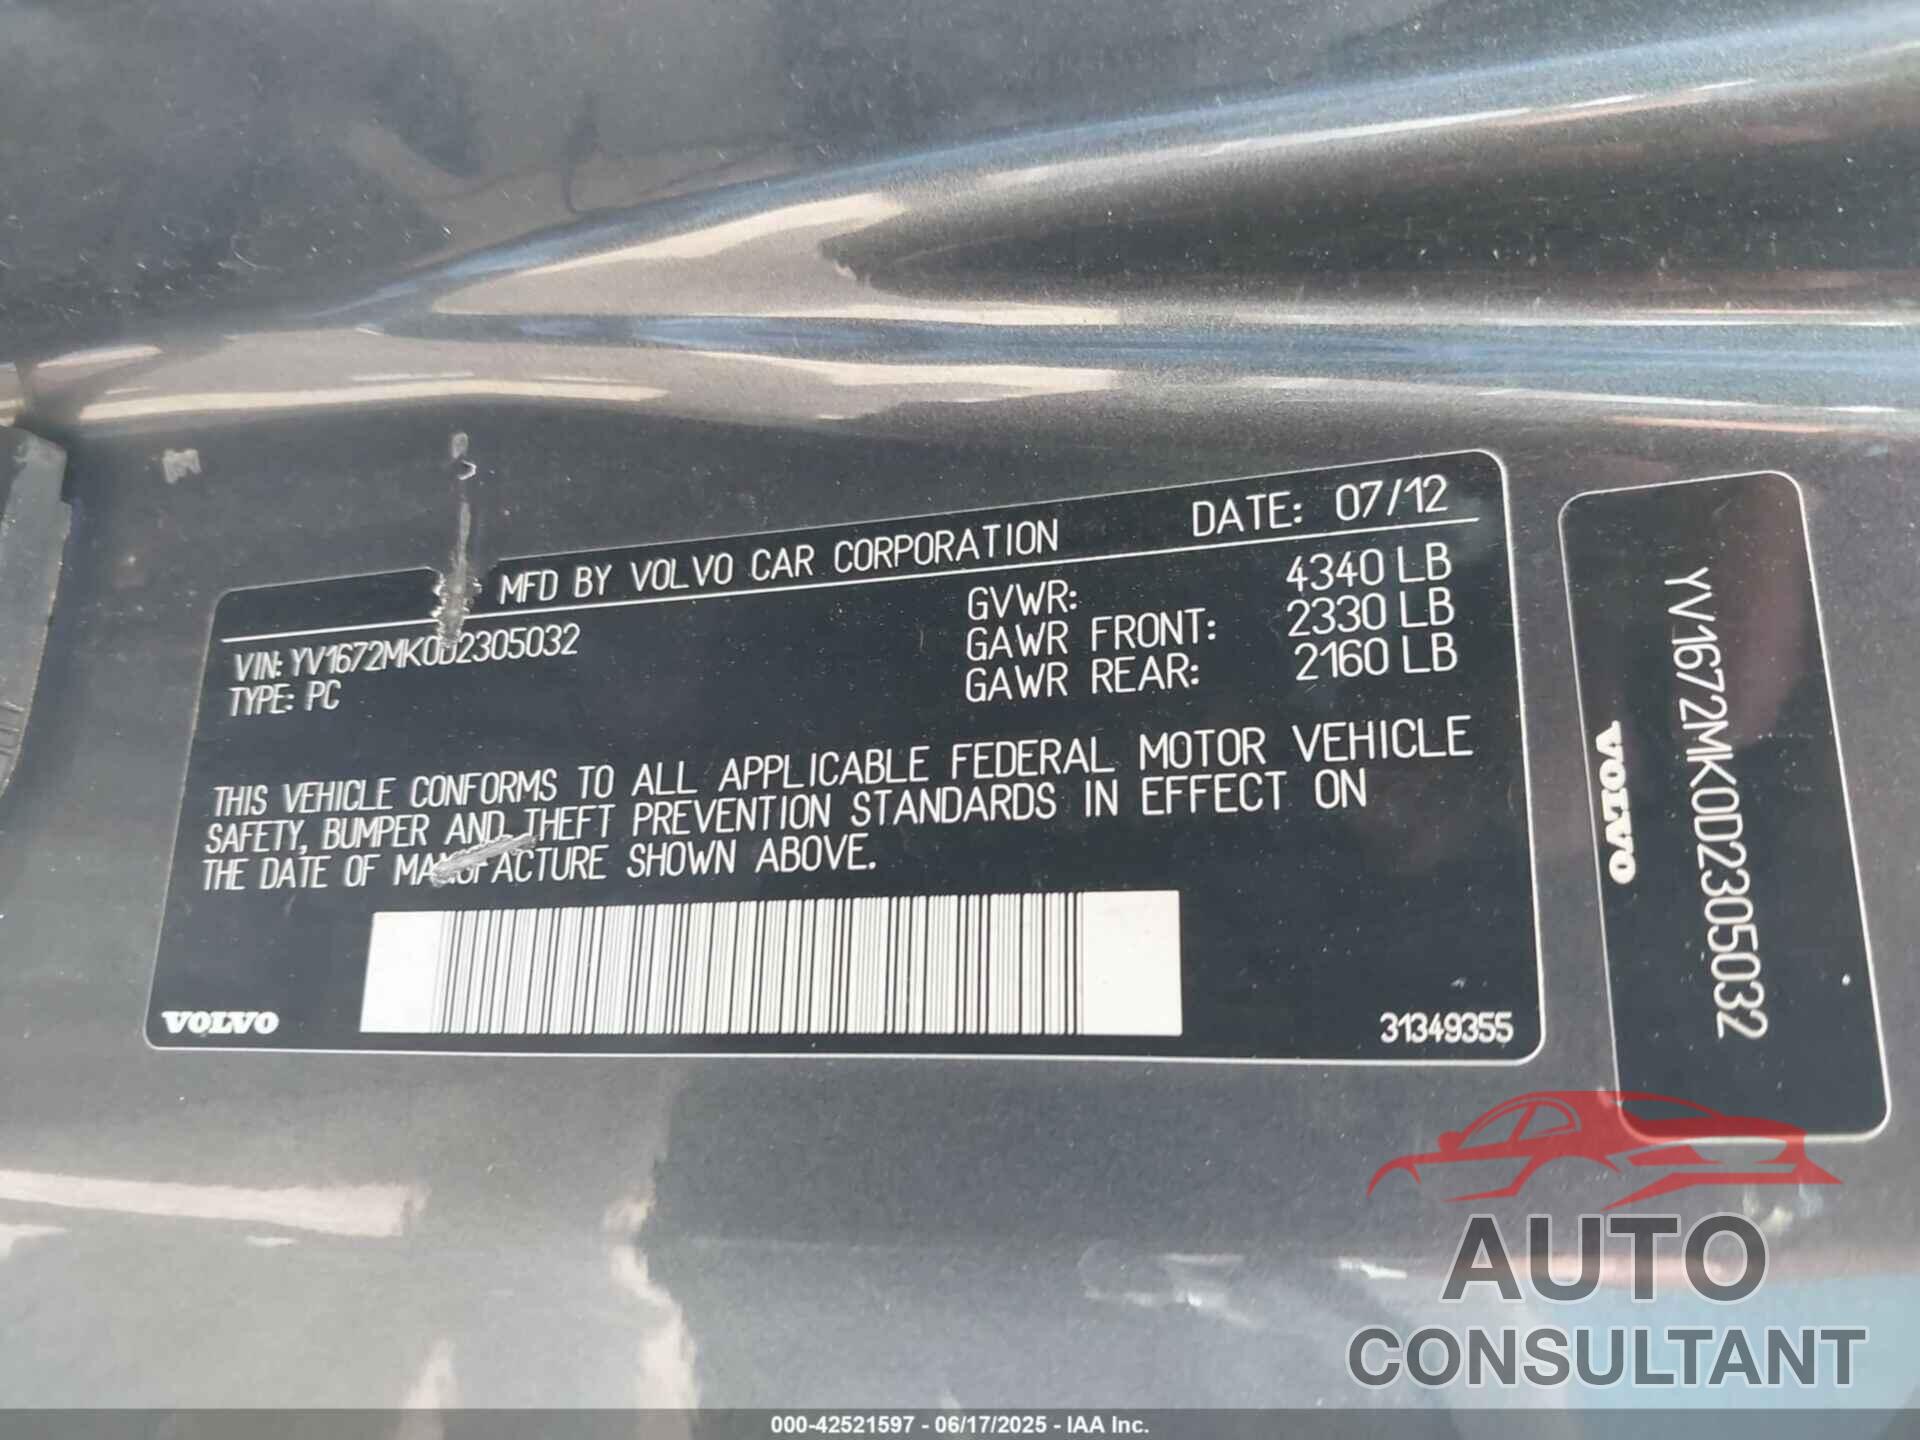 MFD BY VOLVO CAR CORPORATION DATE: 07/12
VIN: YV1672MK0D2305032
TYPE: PC
GVWR: 4340 LB
GAWR FRONT: 2330 LB
GAWR REAR: 2160 LB
THIS VEHICLE CONFORMS TO ALL APPLICABLE FEDERAL MOTOR VEHICLE
SAFETY, BUMPER AND THEFT PREVENTION STANDARDS IN EFFECT ON
THE DATE OF MANUFACTURE SHOWN ABOVE.
VOLVO
31349355
YV1672MK0D2305032
VOLVO
AUTO
CONSULTANT
000-42521597 - 06/17/2025 - IAA Inc.